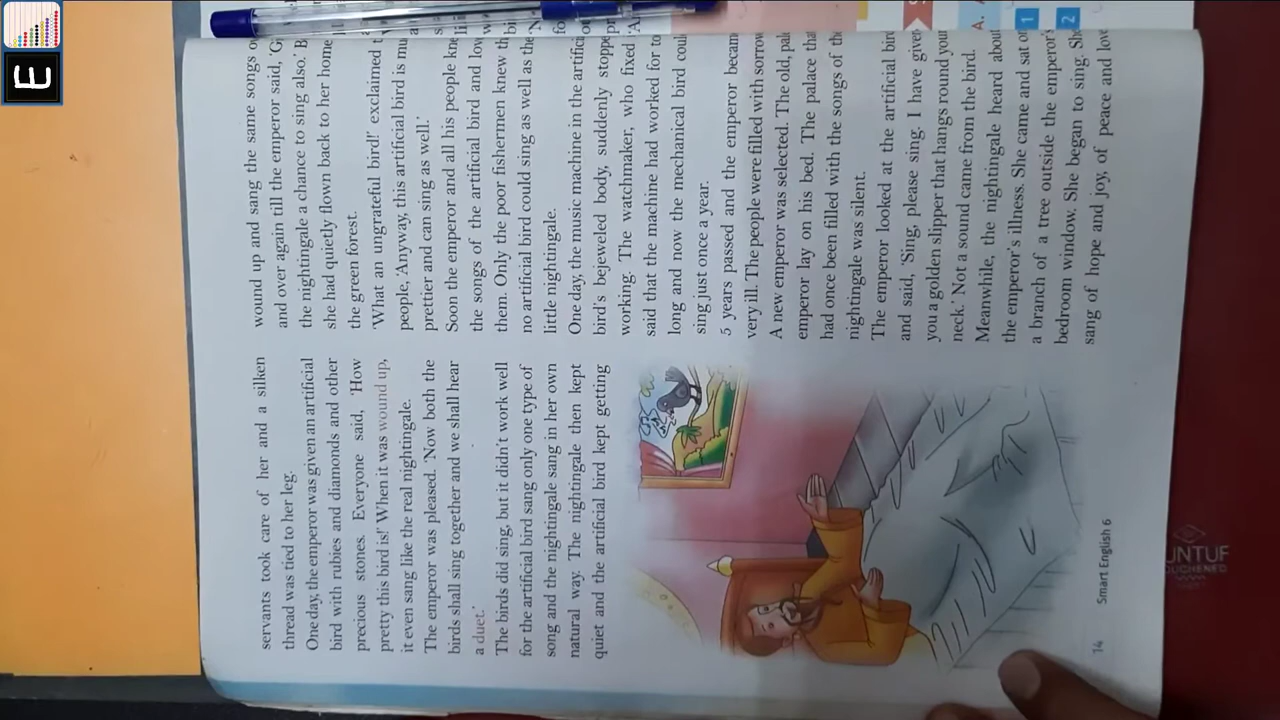 servants took care of her and a silken
thread was tied to her leg.
One day, the emperor was given an artificial
bird with rubies and diamonds and other
precious stones. Everyone said, 'How
pretty this bird is!' When it was wound up,
it even sang like the real nightingale.
The emperor was pleased. 'Now both the
birds shall sing together and we shall hear
a duet.'
The birds did sing, but it didn't work well
for the artificial bird sang only one type of
song and the nightingale sang in her own
natural way. The nightingale then kept
quiet and the artificial bird kept getting
14
Smart English 6
wound up and sang the same songs
and over again till the emperor said,
the nightingale a chance to sing also.'
she had quietly flown back to her home
the green forest.
'What an ungrateful bird!' exclaimed
people, 'Anyway, this artificial bird is
prettier and can sing as well.'
Soon the emperor and all his people
the songs of the artificial bird and
them. Only the poor fishermen knew
no artificial bird could sing as well as the
little nightingale.
One day, the music machine in the
bird's bejeweled body, suddenly
working. The watchmaker, who fixed
said that the machine had worked for
long and now the mechanical bird
sing just once a year.
5 years passed and the emperor
very ill. The people were filled with
A new emperor was selected. The old,
emperor lay on his bed. The palace
had once been filled with the songs of
nightingale was silent.
The emperor looked at the artificial
and said, 'Sing, please sing. I have
you a golden slipper that hangs round
neck.' Not a sound came from the bird.
Meanwhile, the nightingale heard
the emperor's illness. She came and sat
a branch of a tree outside the emperor's
bedroom window. She began to sing.
sang of hope and joy, of peace and
A.
1
2
E